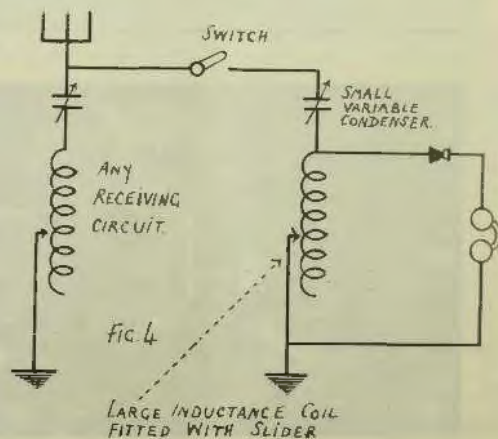 SWITCH
SMALL
VARIABLE
CONDENSER.
ANY
RECEIVING
CIRCUIT.
FIG. 4
LARGE INDUCTANCE COIL
FITTED WITH SLIDER